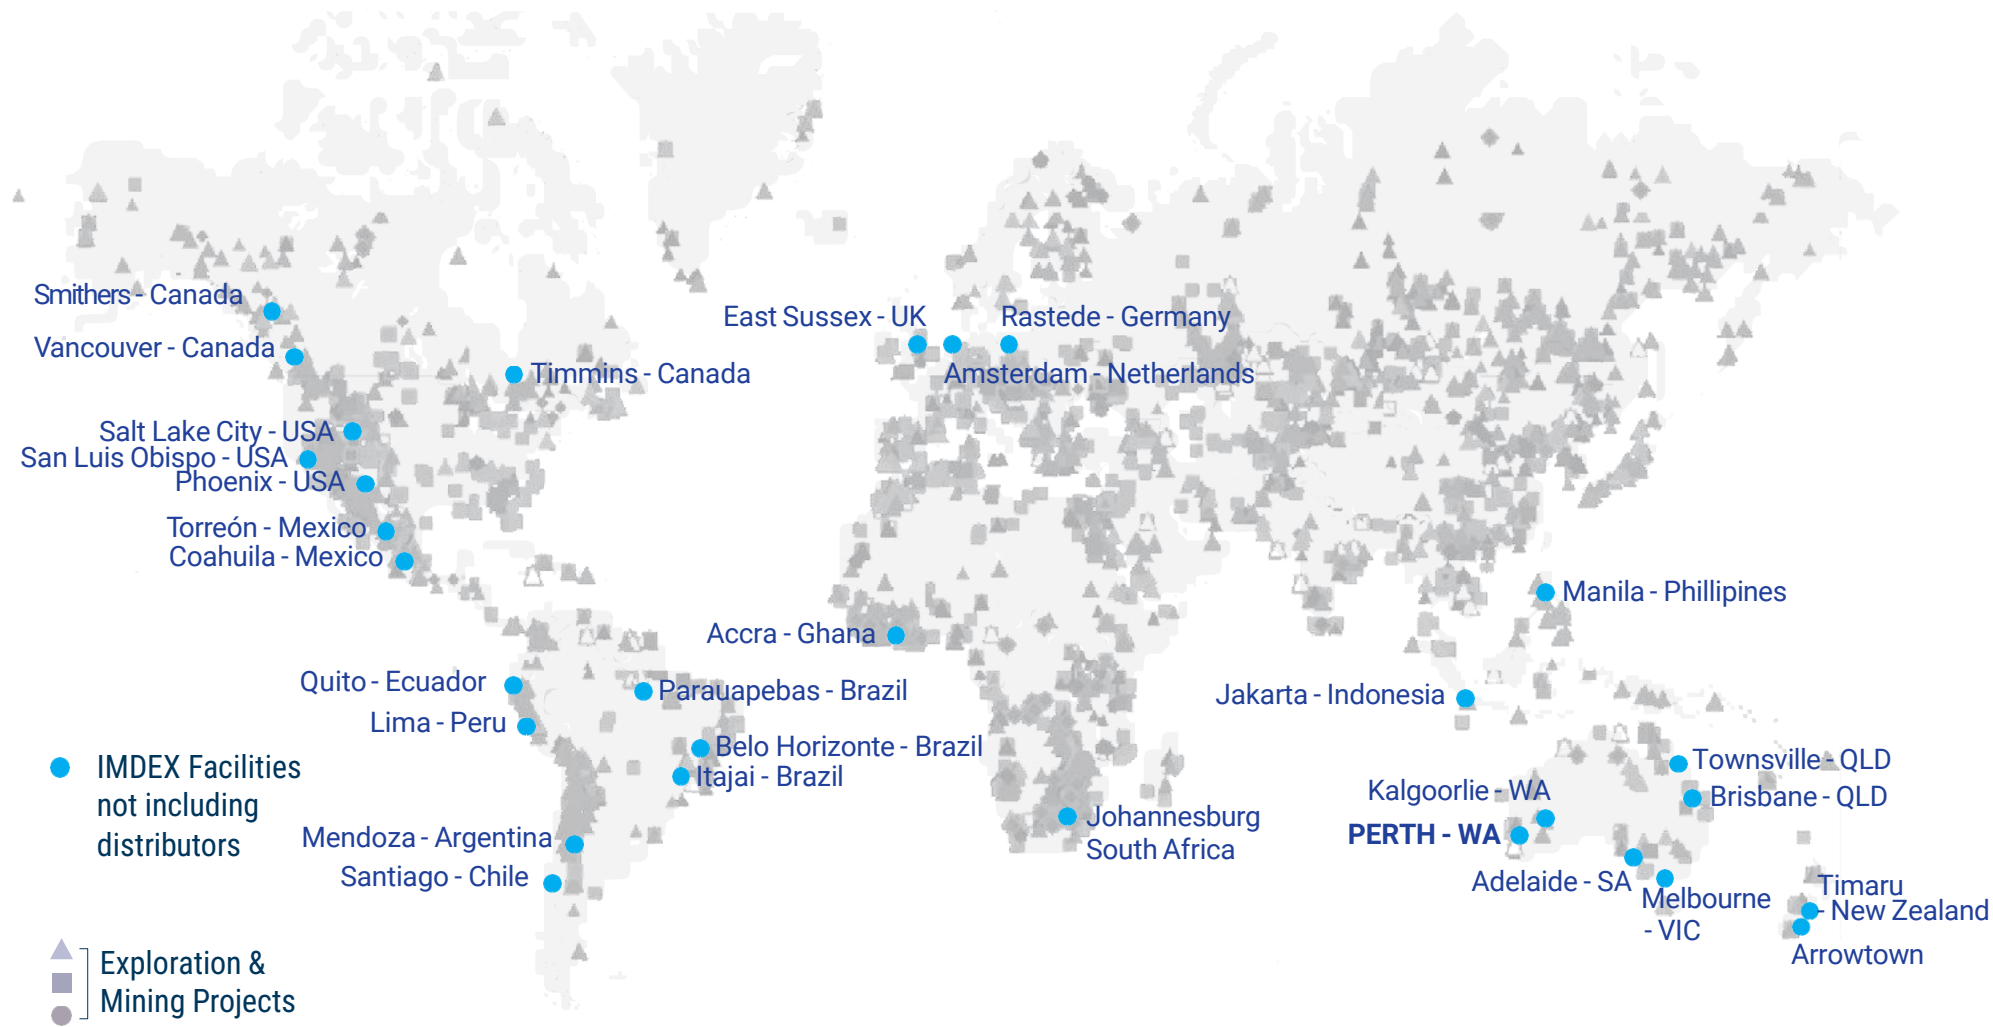 Smithers - Canada
Vancouver - Canada
Timmins - Canada
East Sussex - UK
Rastede - Germany
Amsterdam - Netherlands
Salt Lake City - USA
San Luis Obispo - USA
Phoenix - USA
Torreón - Mexico
Coahuila - Mexico
Manila - Phillipines
Accra - Ghana
Quito - Ecuador
Parauapebas - Brazil
Jakarta - Indonesia
Lima - Peru
Belo Horizonte - Brazil
Itajai - Brazil
Townsville - QLD
Kalgoorlie - WA
Brisbane - QLD
PERTH - WA
Johannesburg
South Africa
Mendoza - Argentina
Santiago - Chile
Adelaide - SA
Melbourne
- VIC
Timaru
- New Zealand
Arrowtown
IMDEX Facilities
not including
distributors
Exploration &
Mining Projects